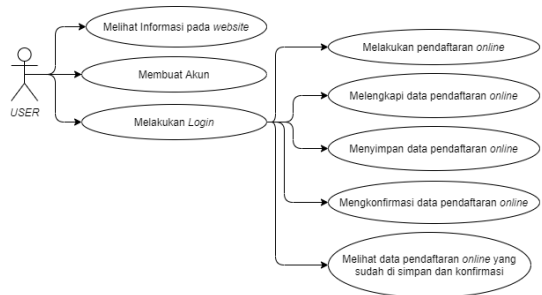 Melihat Informasi pada website
Membuat Akun
Melakukan Login
USER
Melakukan pendaftaran online
Melengkapi data pendaftaran online
Menyimpan data pendaftaran online
Mengkonfirmasi data pendaftaran online
Melihat data pendaftaran online yang
sudah di simpan dan konfirmasi